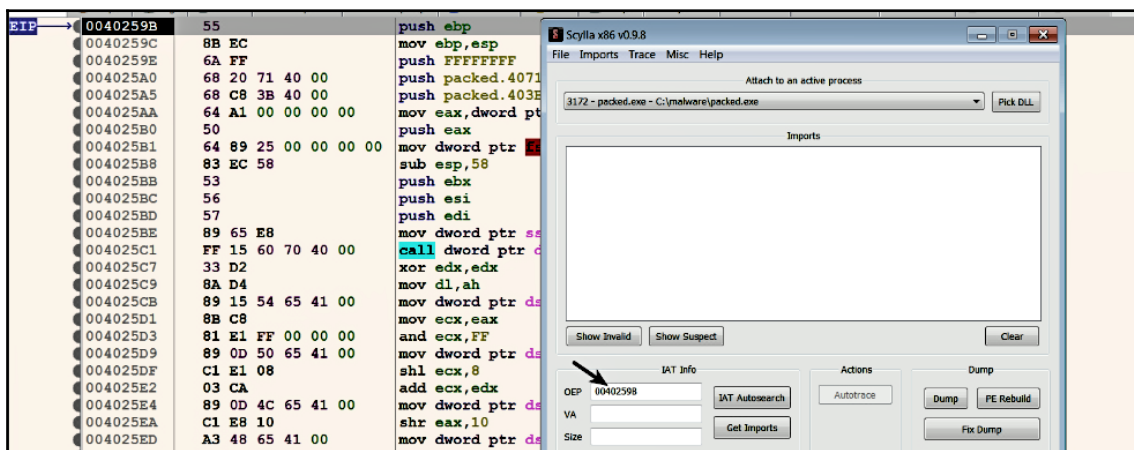 EIP 0040259B 55 push ebp
0040259C 8B EC mov ebp,esp
0040259E 6A FF push FFFFFFFF
004025A0 68 20 71 40 00 push packed.4071
004025A5 68 C8 3B 40 00 push packed.403B
004025AA 64 A1 00 00 00 00 mov eax,dword pt
004025B0 50 push eax
004025B1 64 89 25 00 00 00 00 mov dword ptr
004025B8 83 EC 58 sub esp,58
004025BB 53 push ebx
004025BC 56 push esi
004025BD 57 push edi
004025BE 89 65 E8 mov dword ptr ss
004025C1 FF 15 60 70 40 00 call dword ptr d
004025C7 33 D2 xor edx,edx
004025C9 8A D4 mov dl,ah
004025CB 89 15 54 65 41 00 mov dword ptr ds
004025D1 8B C8 mov ecx,eax
004025D3 81 E1 FF 00 00 00 and ecx,FF
004025D9 89 0D 50 65 41 00 mov dword ptr ds
004025DF C1 E1 08 shl ecx,8
004025E2 03 CA add ecx,edx
004025E4 89 0D 4C 65 41 00 mov dword ptr ds
004025EA C1 E8 10 shr eax,10
004025ED A3 48 65 41 00 mov dword ptr ds
S Scylla x86 v0.9.8
File Imports Trace Misc Help
Attach to an active process
3172 - packed.exe - C:\malware\packed.exe Pick DLL
Imports
Show Invalid Show Suspect Clear
IAT Info Actions Dump
OEP 0040259B IAT Autosearch Autotrace Dump PE Rebuild
VA
Size Get Imports Fix Dump